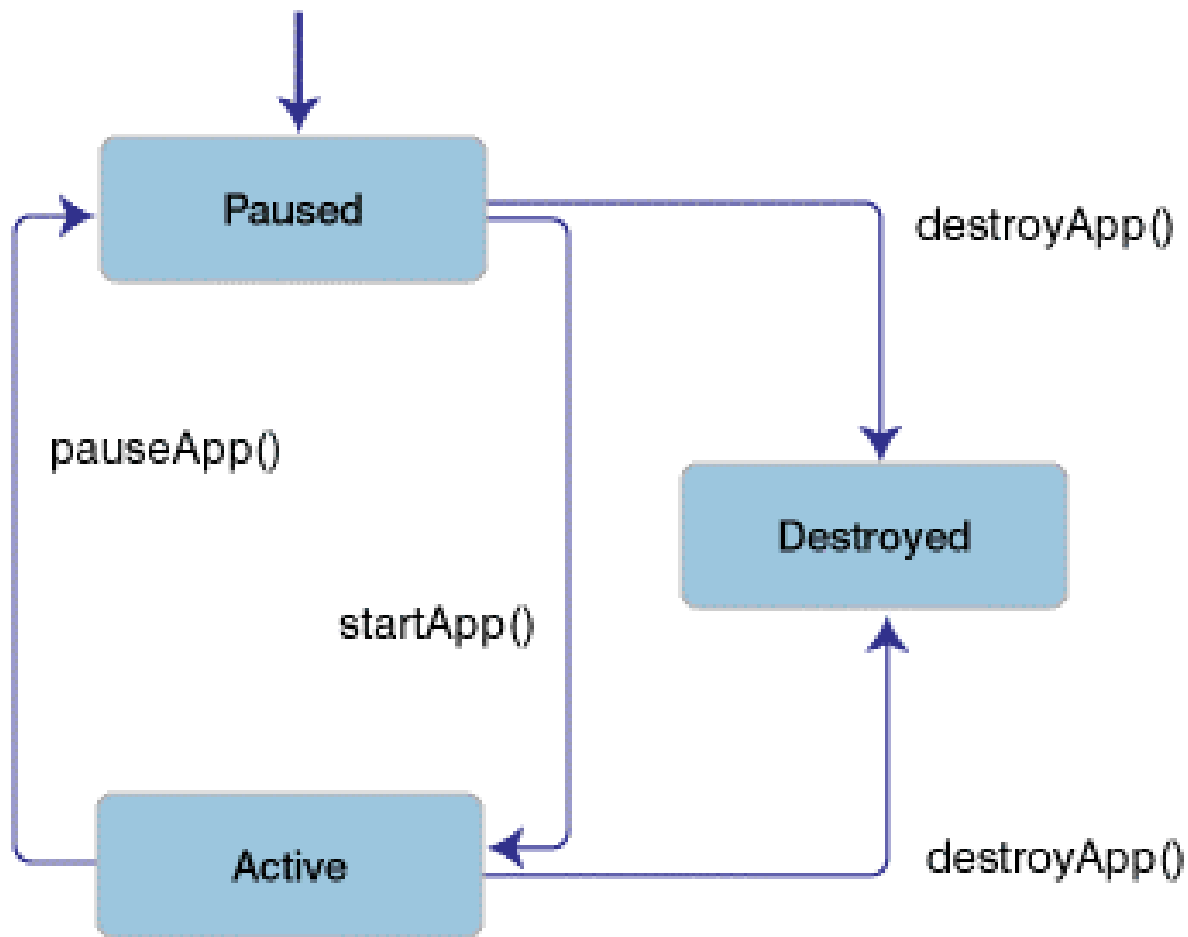 Paused
destroyApp()
pauseApp()
Destroyed
startApp()
Active
destroyApp()